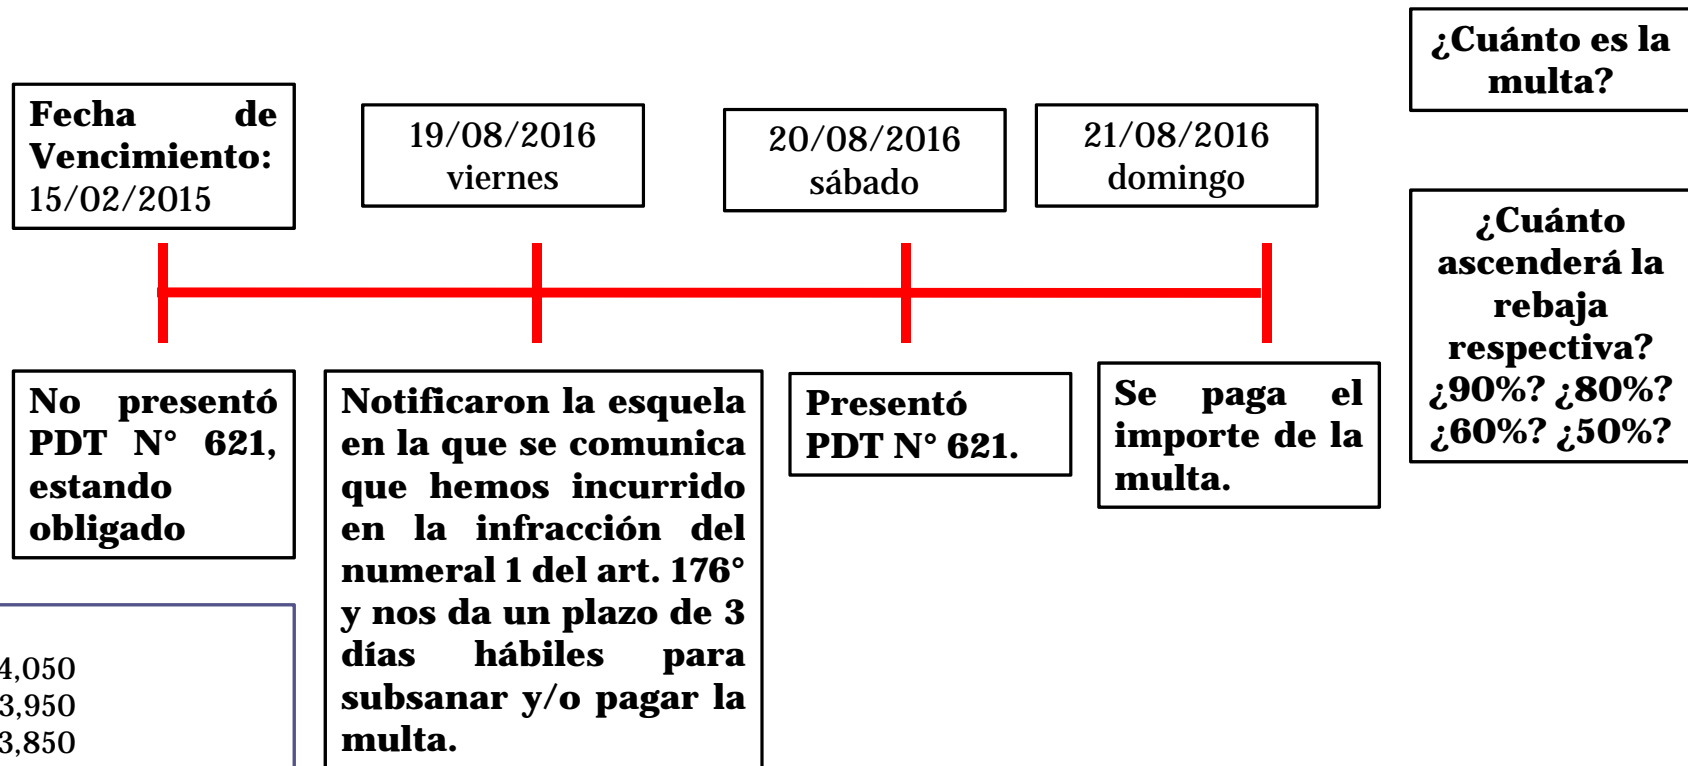 ¿Cuánto es la
multa?
Fecha de
Vencimiento:
15/02/2015
19/08/2016
viernes
20/08/2016
sábado
21/08/2016
domingo
¿Cuánto
ascenderá la
rebaja
respectiva?
¿90%? ¿80%?
¿60%? ¿50%?
No presentó
PDT N° 621,
estando
obligado
Notificaron la esquela
en la que se comunica
que hemos incurrido
en la infracción del
numeral 1 del art. 176°
y nos da un plazo de 3
días hábiles para
subsanar y/o pagar la
multa.
Presentó
PDT N° 621.
Se paga el
importe de la
multa.
4,050
3,950
3,850